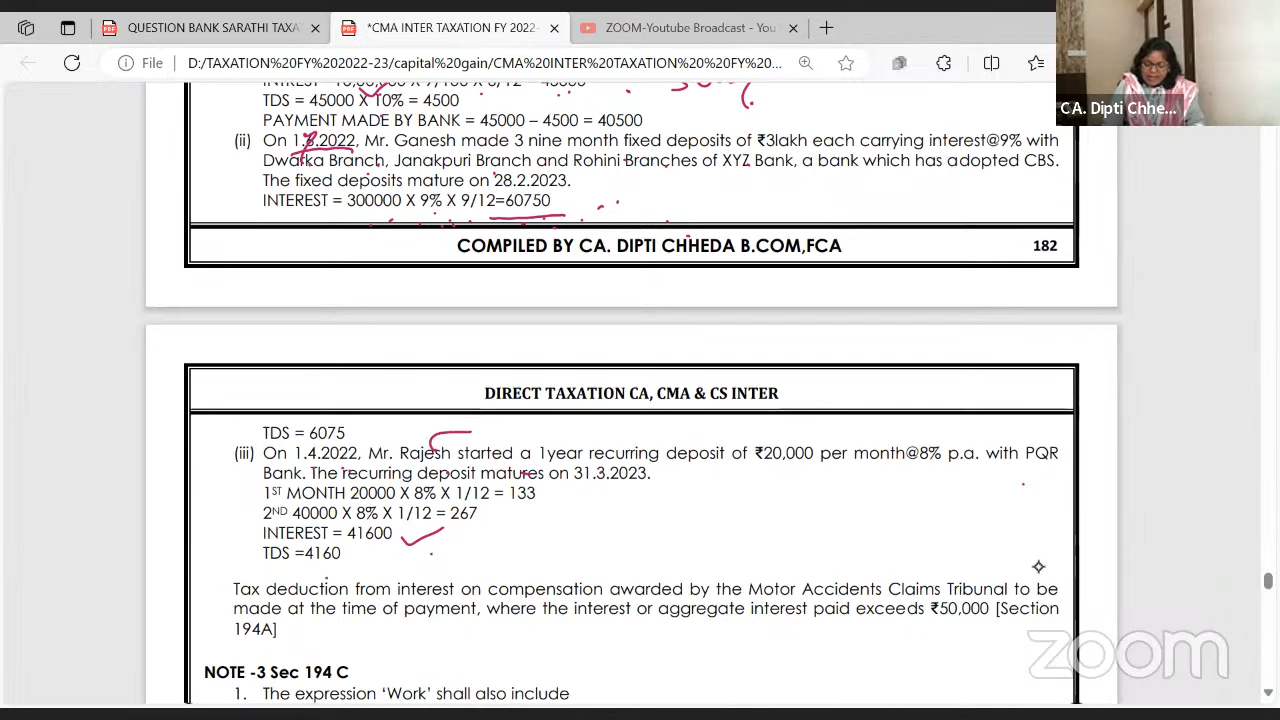 QUESTION BANK SARATHI TAXA
*CMA INTER TAXATION FY 2022-
ZOOM-Youtube Broadcast - You
File
D:/TAXATION%20FY%202022-23/capital%20gain/CMA%20INTER%20TAXATION%20%20FY%20...
CA. Dipti Chhe...
TDS = 45000 X 10% = 4500
PAYMENT MADE BY BANK = 45000 – 4500 = 40500
(ii) On 1. .2022, Mr. Ganesh made 3 nine month fixed deposits of ₹3lakh each carrying interest@9% with
Dwarka Branch, Janakpuri Branch and Rohini Branches of XYZ Bank, a bank which has adopted CBS.
The fixed deposits mature on 28.2.2023.
INTEREST = 300000 X 9% X 9/12=60750
COMPILED BY CA. DIPTI CHHEDA B.COM,FCA 182
DIRECT TAXATION CA, CMA & CS INTER
TDS = 6075
(iii) On 1.4.2022, Mr. Rajesh started a 1year recurring deposit of ₹20,000 per month@8% p.a. with PQR
Bank. The recurring deposit matures on 31.3.2023.
1ST MONTH 20000 X 8% X 1/12 = 133
2ND 40000 X 8% X 1/12 = 267
INTEREST = 41600
TDS =4160
Tax deduction from interest on compensation awarded by the Motor Accidents Claims Tribunal to be
made at the time of payment, where the interest or aggregate interest paid exceeds ₹50,000 [Section
194A]
zoom
NOTE -3 Sec 194 C
1. The expression ‘Work’ shall also include